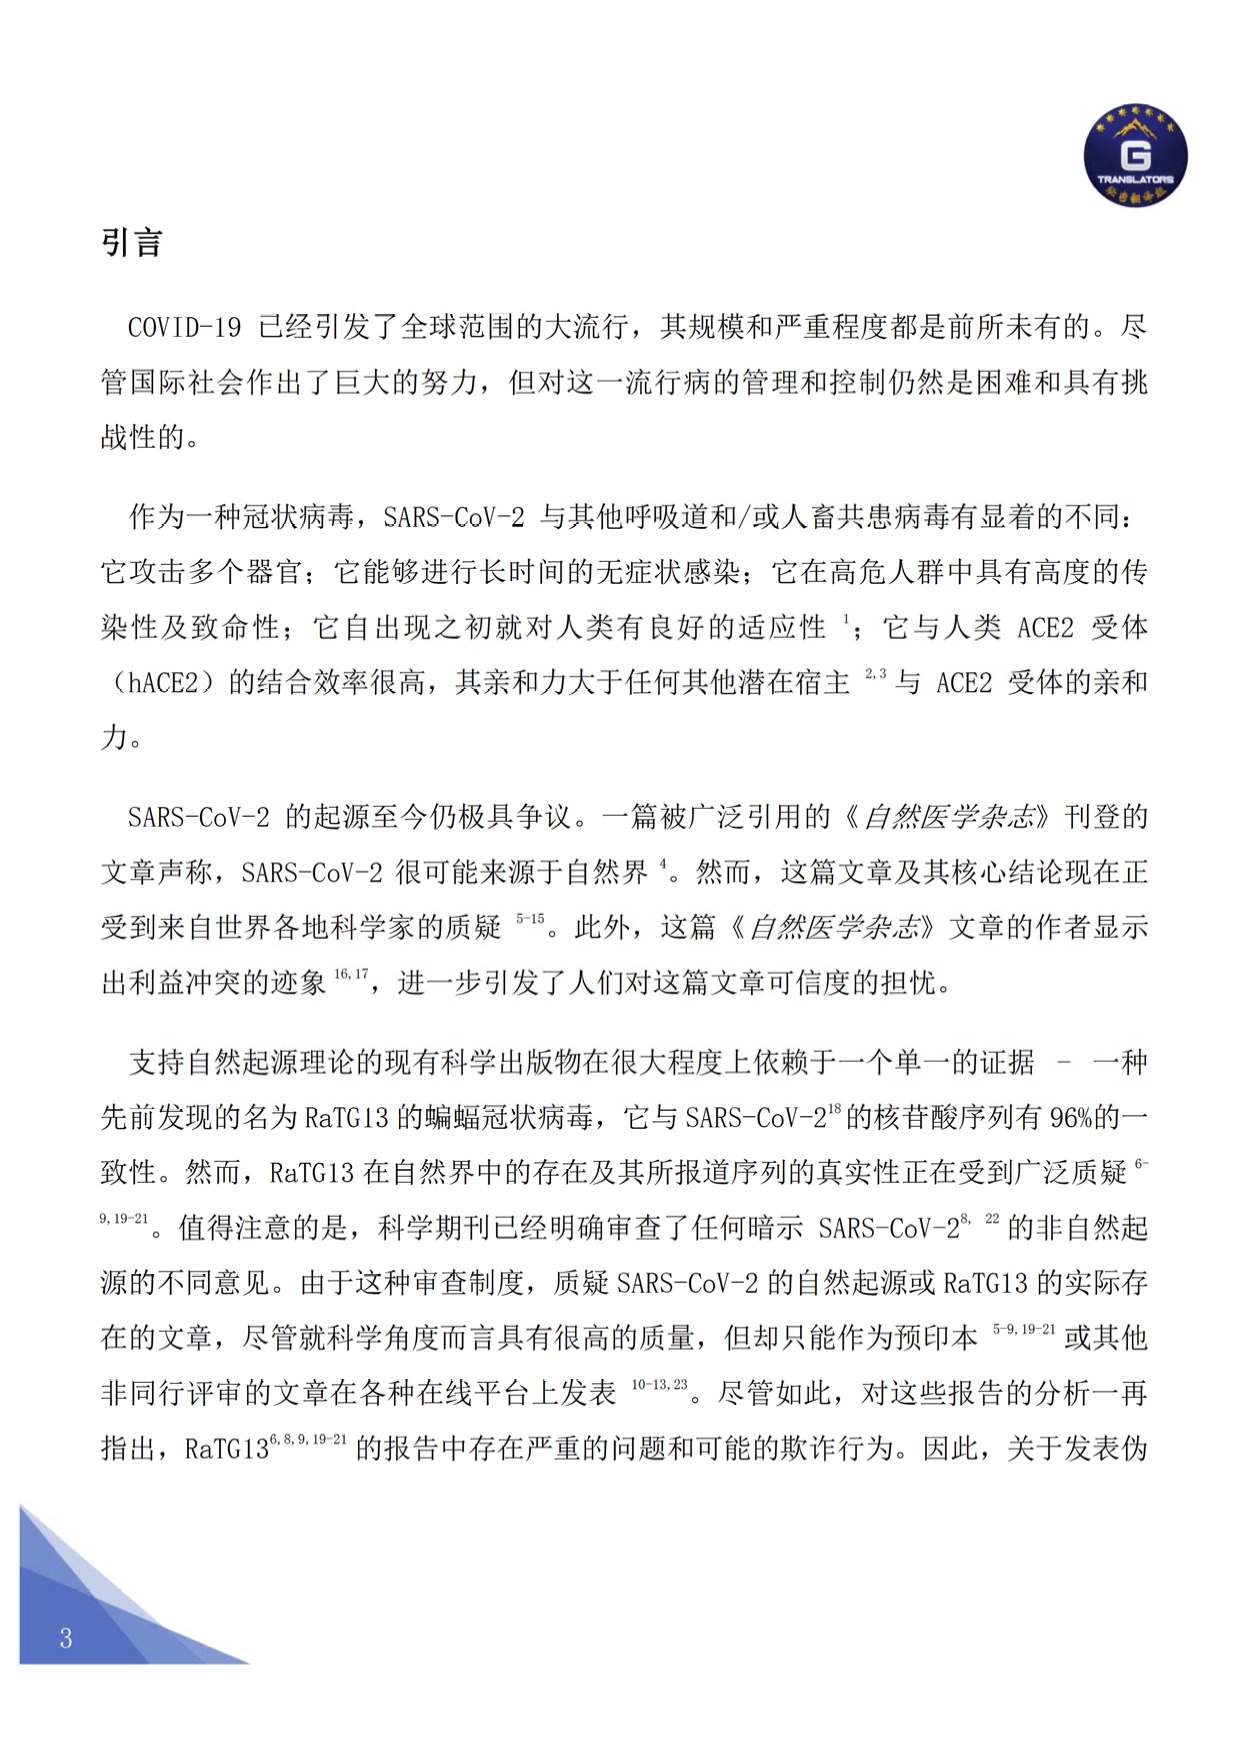 G
TRANSLATORS
引言
COVID-19 已经引发了全球范围的大流行，其规模和严重程度都是前所未有的。尽
管国际社会作出了巨大的努力，但对这一流行病的管理和控制仍然是困难和具有挑
战性的。
作为一种冠状病毒，SARS-CoV-2 与其他呼吸道和/或人畜共患病毒有显着的不同：
它攻击多个器官；它能够进行长时间的无症状感染；它在高危人群中具有高度的传
染性及致命性；它自出现之初就对人类有良好的适应性 1；它与人类 ACE2 受体
（hACE2）的结合效率很高，其亲和力大于任何其他潜在宿主 2,3 与 ACE2 受体的亲和
力。
SARS-CoV-2 的起源至今仍极具争议。一篇被广泛引用的《自然医学杂志》刊登的
文章声称，SARS-CoV-2 很可能来源于自然界 4。然而，这篇文章及其核心结论现在正
受到来自世界各地科学家的质疑 5-15。此外，这篇《自然医学杂志》文章的作者显示
出利益冲突的迹象 16,17，进一步引发了人们对这篇文章可信度的担忧。
支持自然起源理论的现有科学出版物在很大程度上依赖于一个单一的证据 – 一种
先前发现的名为 RaTG13 的蝙蝠冠状病毒，它与 SARS-CoV-218 的核苷酸序列有 96%的一
致性。然而，RaTG13 在自然界中的存在及其所报道序列的真实性正在受到广泛质疑 6-
9,19-21。值得注意的是，科学期刊已经明确审查了任何暗示 SARS-CoV-28, 22 的非自然起
源的不同意见。由于这种审查制度，质疑 SARS-CoV-2 的自然起源或 RaTG13 的实际存
在的文章，尽管就科学角度而言具有很高的质量，但却只能作为预印本 5-9,19-21 或其他
非同行评审的文章在各种在线平台上发表 10-13,23。尽管如此，对这些报告的分析一再
指出，RaTG136,8,9,19-21 的报告中存在严重的问题和可能的欺诈行为。因此，关于发表伪
3